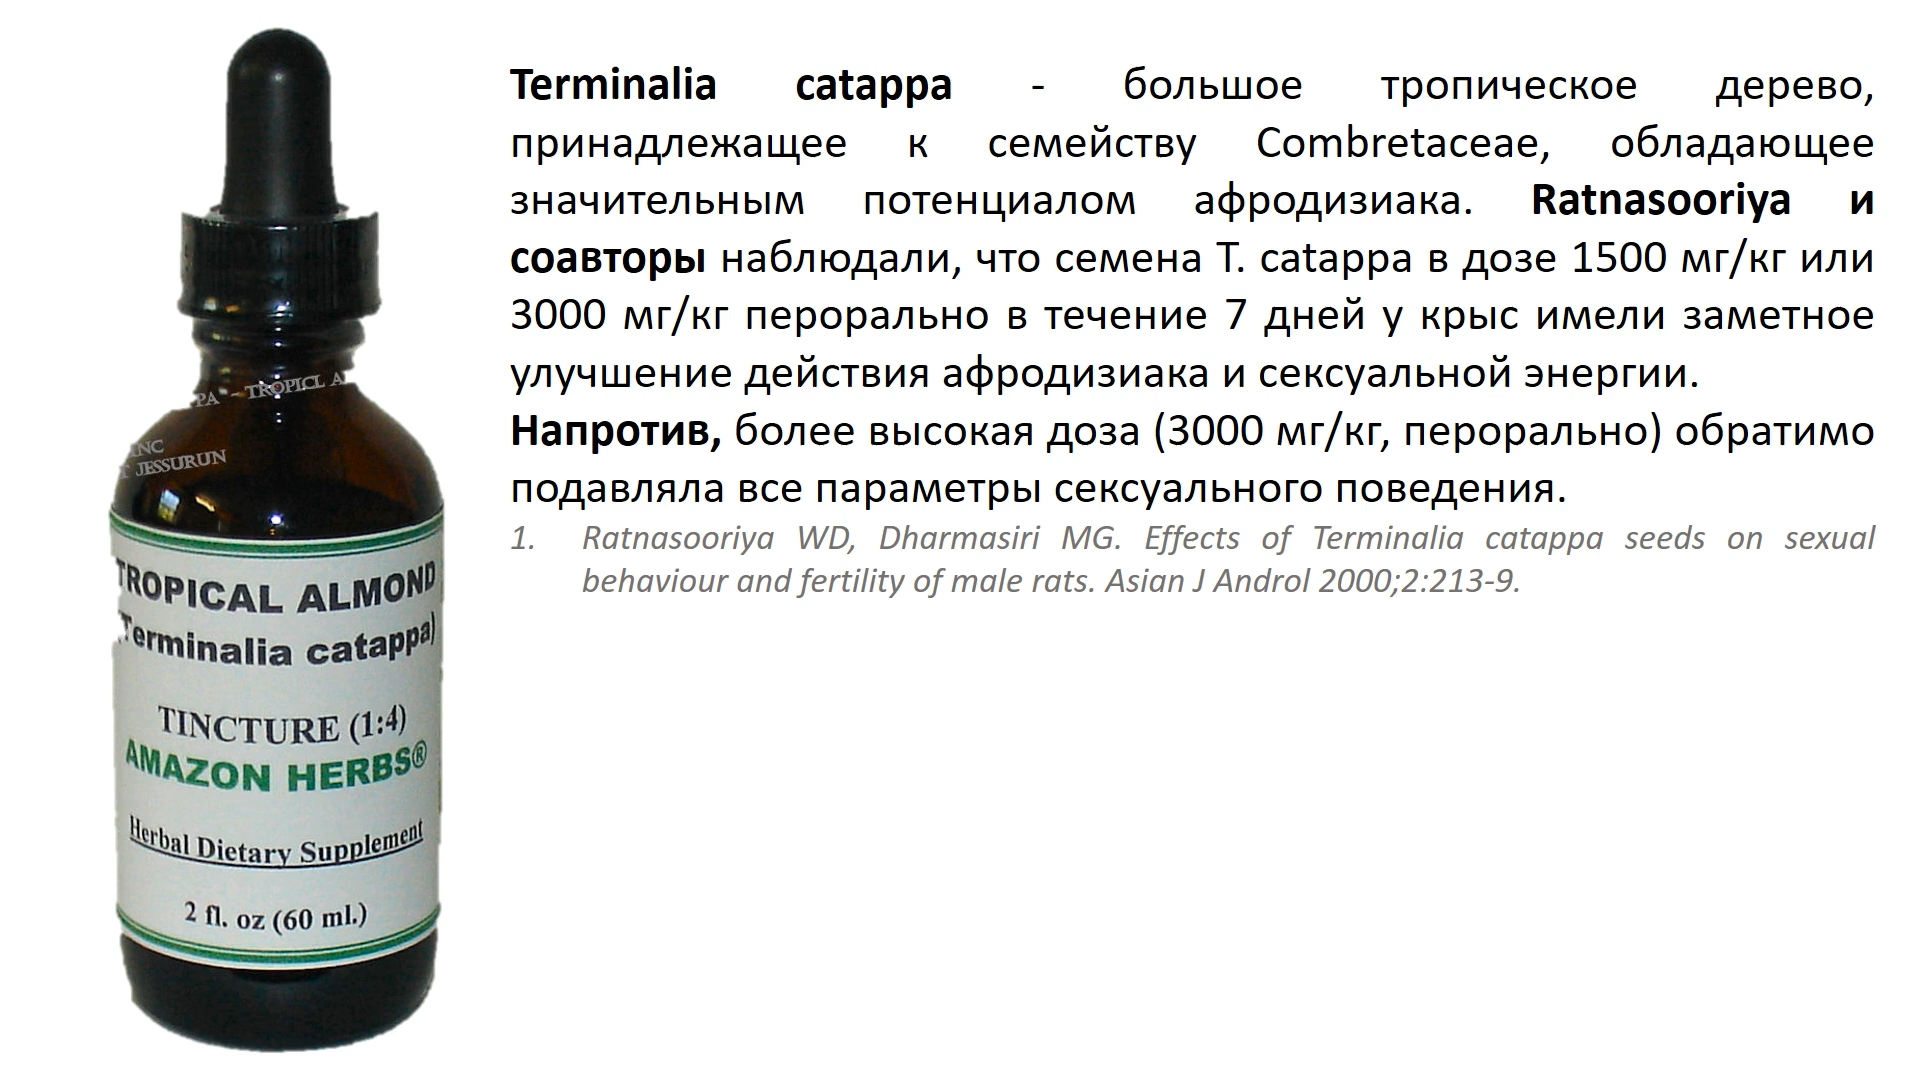 Terminalia catappa - большое тропическое дерево,
принадлежащее к семейству Combretaceae, обладающее
значительным потенциалом афродизиака. Ratnasooriya и
соавторы наблюдали, что семена T. catappa в дозе 1500 мг/кг или
3000 мг/кг перорально в течение 7 дней у крыс имели заметное
улучшение действия афродизиака и сексуальной энергии.
Напротив, более высокая доза (3000 мг/кг, перорально) обратимо
подавляла все параметры сексуального поведения.
1. Ratnasooriya WD, Dharmasiri MG. Effects of Terminalia catappa seeds on sexual
behaviour and fertility of male rats. Asian J Androl 2000;2:213-9.
PA" - TROPICL A
INC
T JESSURUN
TROPICAL ALMOND
(Terminalia catappa)
TINCTURE (1:4)
AMAZON HERBS®
Herbal Dietary Supplement
2 fl. oz (60 ml.)